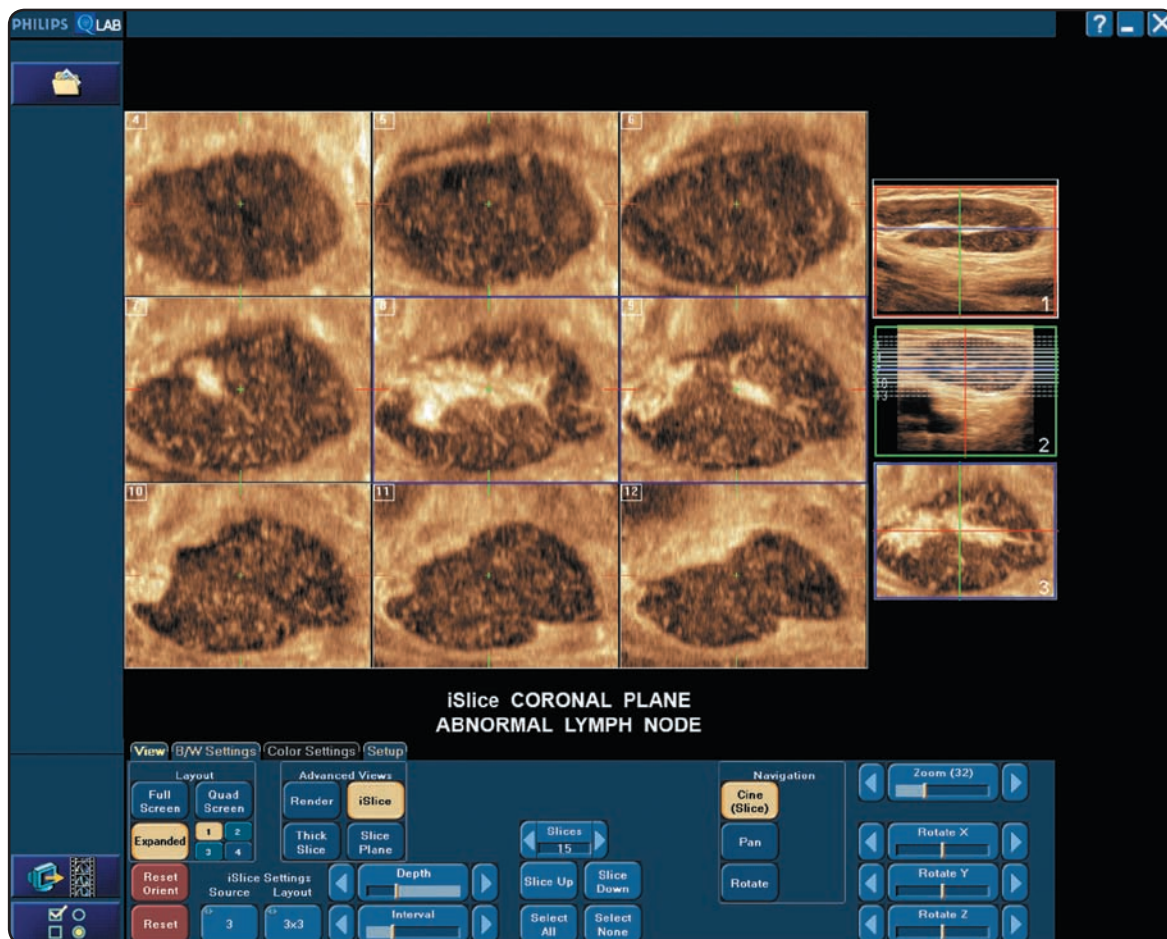 PHILIPS QLAB
?
4 5 6
7 8 9
10 11 12
1
2
3
iSlice CORONAL PLANE
ABNORMAL LYMPH NODE
View B/W Settings Color Settings Setup
Layout
Full Screen
Quad Screen
Expanded
1 2
3 4
Advanced Views
Render
iSlice
Thick Slice
Slice Plane
Reset Orient
Reset
iSlice Settings
Source Layout
3 3x3
Depth
Interval
Slices
15
Slice Up
Slice Down
Select All
Select None
Navigation
Cine (Slice)
Pan
Rotate
Zoom (32)
Rotate X
Rotate Y
Rotate Z